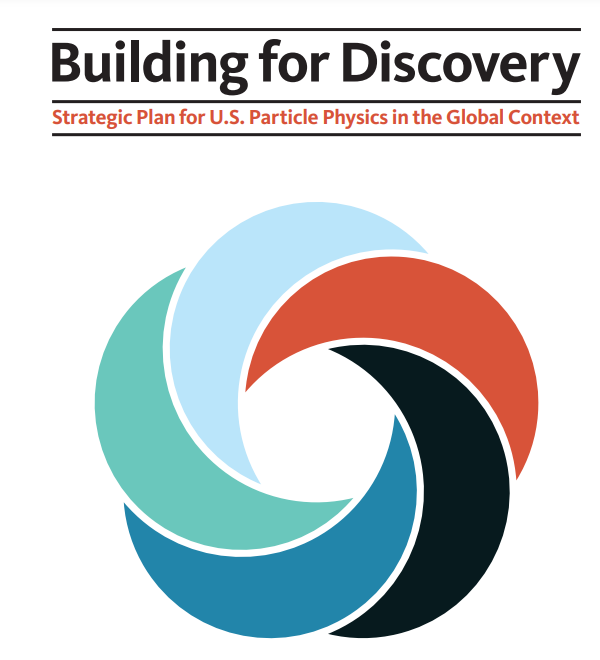 Building for Discovery
Strategic Plan for U.S. Particle Physics in the Global Context